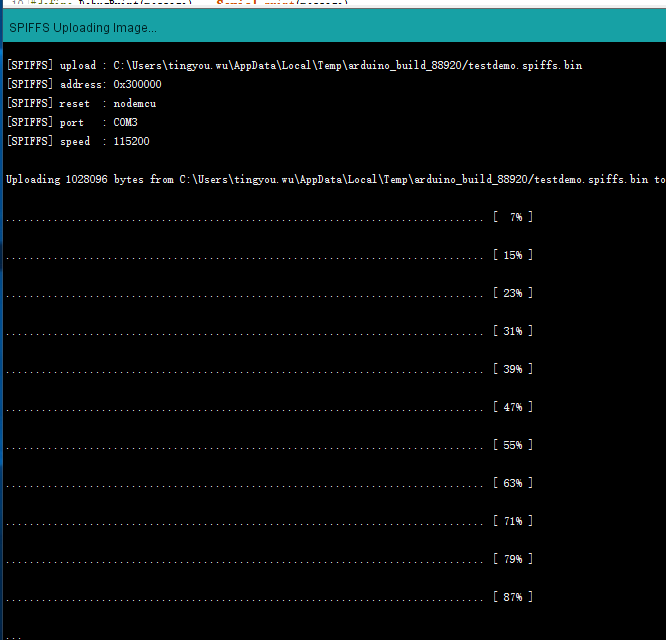 SPIFFS Uploading Image...
[SPIFFS] upload : C:\Users\tingyou.wu\AppData\Local\Temp\arduino_build_88920/testdemo.spiffs.bin
[SPIFFS] address: 0x300000
[SPIFFS] reset : nodemcu
[SPIFFS] port : COM3
[SPIFFS] speed : 115200
Uploading 1028096 bytes from C:\Users\tingyou.wu\AppData\Local\Temp\arduino_build_88920/testdemo.spiffs.bin to
................................................................................ [ 7% ]
................................................................................ [ 15% ]
................................................................................ [ 23% ]
................................................................................ [ 31% ]
................................................................................ [ 39% ]
................................................................................ [ 47% ]
................................................................................ [ 55% ]
................................................................................ [ 63% ]
................................................................................ [ 71% ]
................................................................................ [ 79% ]
................................................................................ [ 87% ]
...